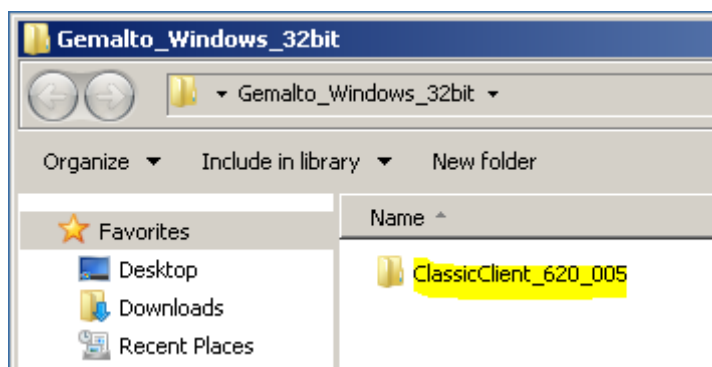 Gemalto_Windows_32bit
Gemalto_Windows_32bit
Organize Include in library New folder
Favorites
Desktop
Downloads
Recent Places
Name
ClassicClient_620_005